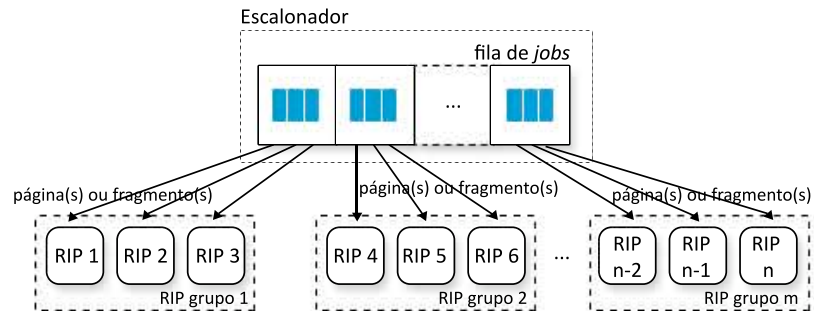 Escalonador
fila de jobs
...
página(s) ou fragmento(s)
página(s) ou fragmento(s)
página(s) ou fragmento(s)
RIP 1
RIP 2
RIP 3
RIP grupo 1
RIP 4
RIP 5
RIP 6
RIP grupo 2
...
RIP
n-2
RIP
n-1
RIP
n
RIP grupo m